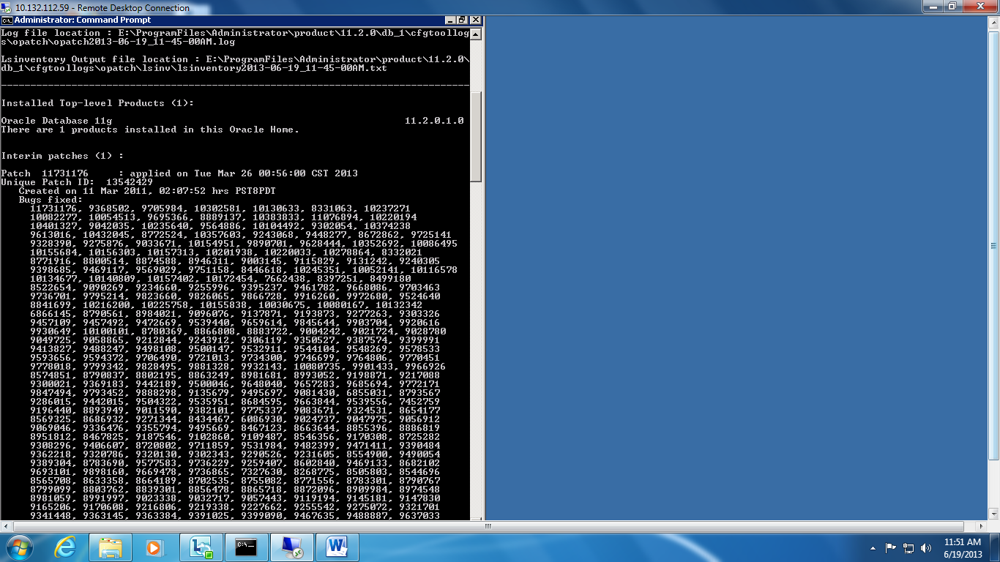 10.132.112.59 - Remote Desktop Connection
Administrator: Command Prompt
Log file location : E:\ProgramFiles\Administrator\product\11.2.0\db_1\cfgtoollog
s\opatch\opatch2013-06-19_11-45-00AM.log
Lsinventory Output file location : E:\ProgramFiles\Administrator\product\11.2.0\
db_1\cfgtoollogs\opatch\lsinv\lsinventory2013-06-19_11-45-00AM.txt
--------------------------------------------------------------------------------
Installed Top-level Products (1):
Oracle Database 11g 11.2.0.1.0
There are 1 products installed in this Oracle Home.
Interim patches (1) :
Patch 11731176 : applied on Tue Mar 26 00:56:00 CST 2013
Unique Patch ID: 13542429
Created on 11 Mar 2011, 02:07:52 hrs PST8PDT
Bugs fixed:
11731176, 9368502, 9705984, 10302581, 10130633, 8331063, 10237271
10082277, 10054513, 9695366, 8889137, 10383833, 11076894, 10220194
10401327, 9042035, 10235640, 9564886, 10104492, 9302054, 10374238
9613016, 10432045, 8772524, 10357603, 9243068, 9448277, 8672862, 9725141
9328390, 9275876, 9033671, 10154951, 9890701, 9628444, 10352692, 10086495
10155684, 10156303, 10157313, 10201938, 10220033, 10278864, 8332021
8771916, 8800514, 8874588, 8946311, 9003145, 9115829, 9131242, 9240305
9398685, 9469117, 9569029, 9751158, 8446618, 10245351, 10052141, 10116578
10134677, 10140809, 10157402, 10172454, 7662438, 8397251, 8499180
8522654, 9090269, 9234660, 9255996, 9395237, 9461782, 9668086, 9703463
9736701, 9795214, 9823660, 9826065, 9866728, 9916260, 9972680, 9524640
8841699, 10216200, 10225758, 10155838, 10030675, 10080167, 10132342
6866145, 8790561, 8984021, 9096076, 9137871, 9193873, 9277263, 9303326
9457109, 9457492, 9472669, 9539440, 9659614, 9845644, 9903704, 9920616
9930649, 10100101, 8780369, 8866808, 8883722, 9004242, 9021724, 9028780
9049725, 9058865, 9212844, 9243912, 9306119, 9350527, 9387574, 9399991
9413827, 9488247, 9498108, 9500147, 9532911, 9544104, 9548269, 9578533
9593656, 9594372, 9706490, 9721013, 9734300, 9746699, 9764806, 9770451
9778018, 9799342, 9828495, 9881328, 9932143, 10080735, 9901433, 9966926
8574851, 8790837, 8802195, 8863249, 8981681, 8993052, 9198871, 9217088
9300021, 9369183, 9442189, 9500046, 9648040, 9657283, 9685694, 9772171
9847494, 9793452, 9888298, 9135679, 9495697, 9081430, 6855031, 8793567
9286015, 9442015, 9504322, 9535951, 8684595, 9663844, 9539556, 7452759
9196440, 8893949, 9011590, 9382101, 9775337, 9083671, 9324531, 8654177
8569325, 8686932, 9271344, 8434467, 6086930, 9024737, 9047975, 9056912
9069046, 9336476, 9355794, 9495669, 8467123, 8663644, 8855396, 8886819
8951812, 8467825, 9187546, 9102860, 9109487, 8546356, 9170308, 8725282
9308296, 9406607, 8720802, 9711859, 9531984, 9482399, 9471411, 9390484
9362218, 9320786, 9320130, 9302343, 9290526, 9231605, 8554900, 9490054
9389304, 8783690, 9577583, 9736229, 9259407, 8602840, 9469133, 8682102
9693101, 9898160, 9669478, 9736865, 7327630, 8268775, 8505803, 8544696
8565708, 8633358, 8664189, 8702535, 8755082, 8771556, 8783301, 8790767
8799099, 8803762, 8839301, 8856478, 8865718, 8872096, 8909984, 8974548
8981059, 8991997, 9023338, 9032717, 9057443, 9119194, 9145181, 9147830
9165206, 9170608, 9216806, 9219338, 9227662, 9255542, 9275072, 9321701
9341448, 9363145, 9363384, 9391025, 9399090, 9467635, 9488887, 9637033
11:51 AM
6/19/2013